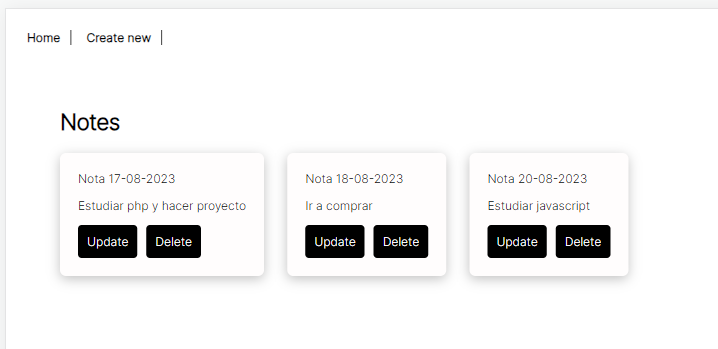 Home | Create new |
Notes
Nota 17-08-2023
Estudiar php y hacer proyecto
Update Delete
Nota 18-08-2023
Ir a comprar
Update Delete
Nota 20-08-2023
Estudiar javascript
Update Delete